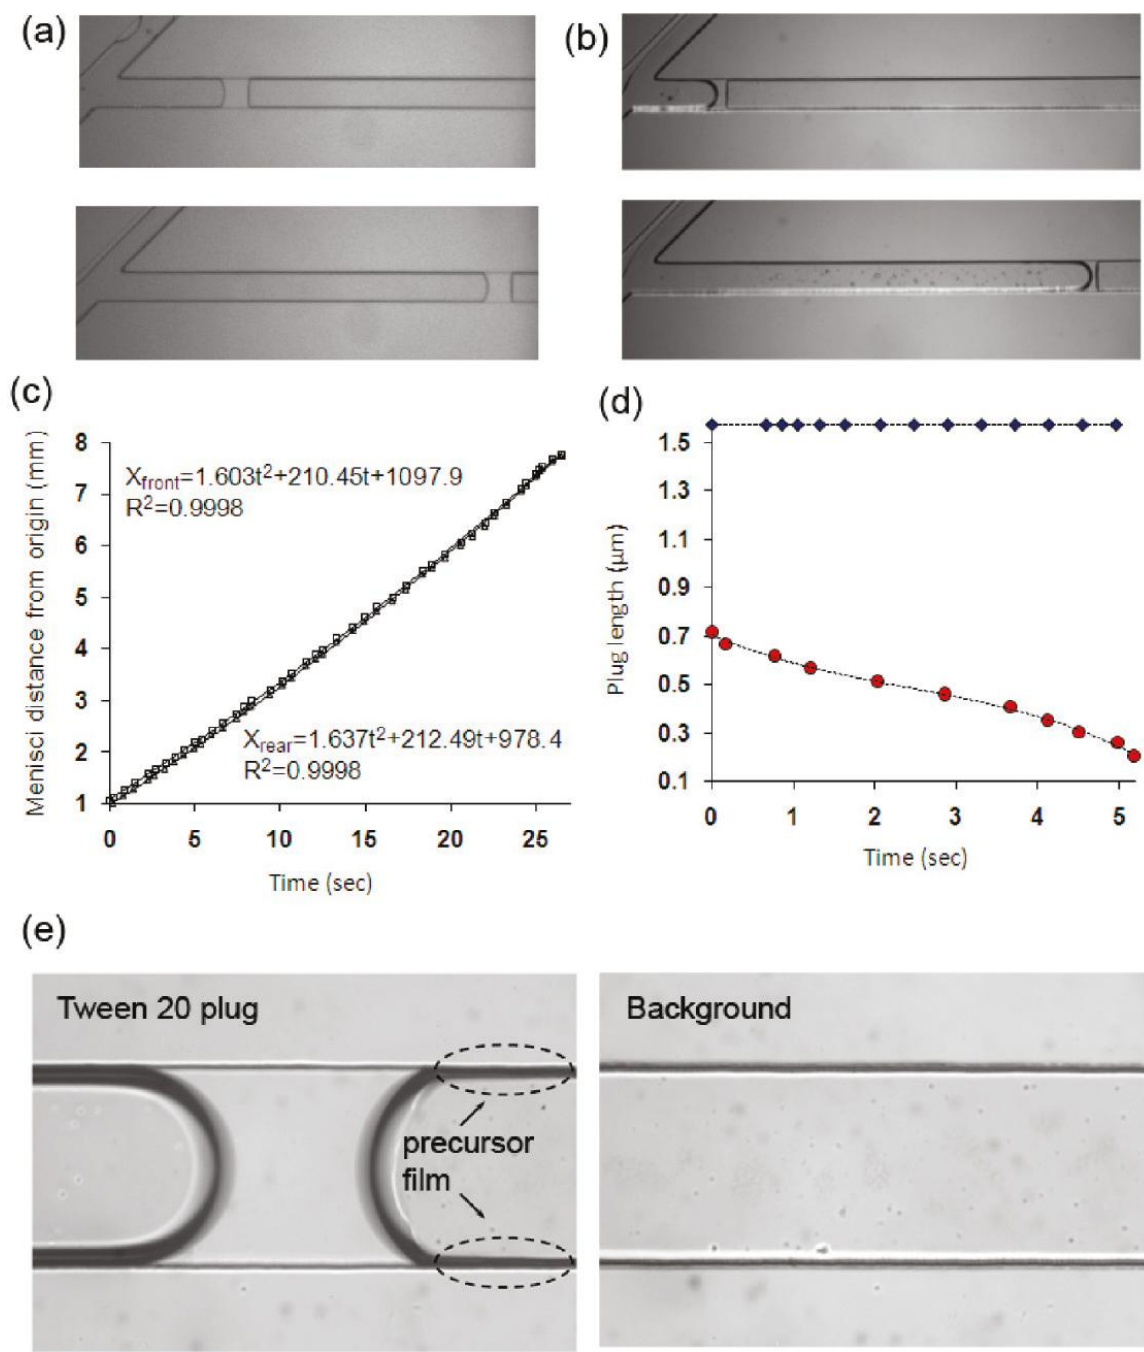 (a)
(b)
(c)
Menisci distance from origin (mm)
8
7
6
5
4
3
2
1
X_front=1.603t²+210.45t+1097.9
R²=0.9998
X_rear=1.637t²+212.49t+978.4
R²=0.9998
0 5 10 15 20 25
Time (sec)
(d)
Plug length (μm)
1.5
1.3
1.1
0.9
0.7
0.5
0.3
0.1
0 1 2 3 4 5
Time (sec)
(e)
Tween 20 plug
precursor
film
Background